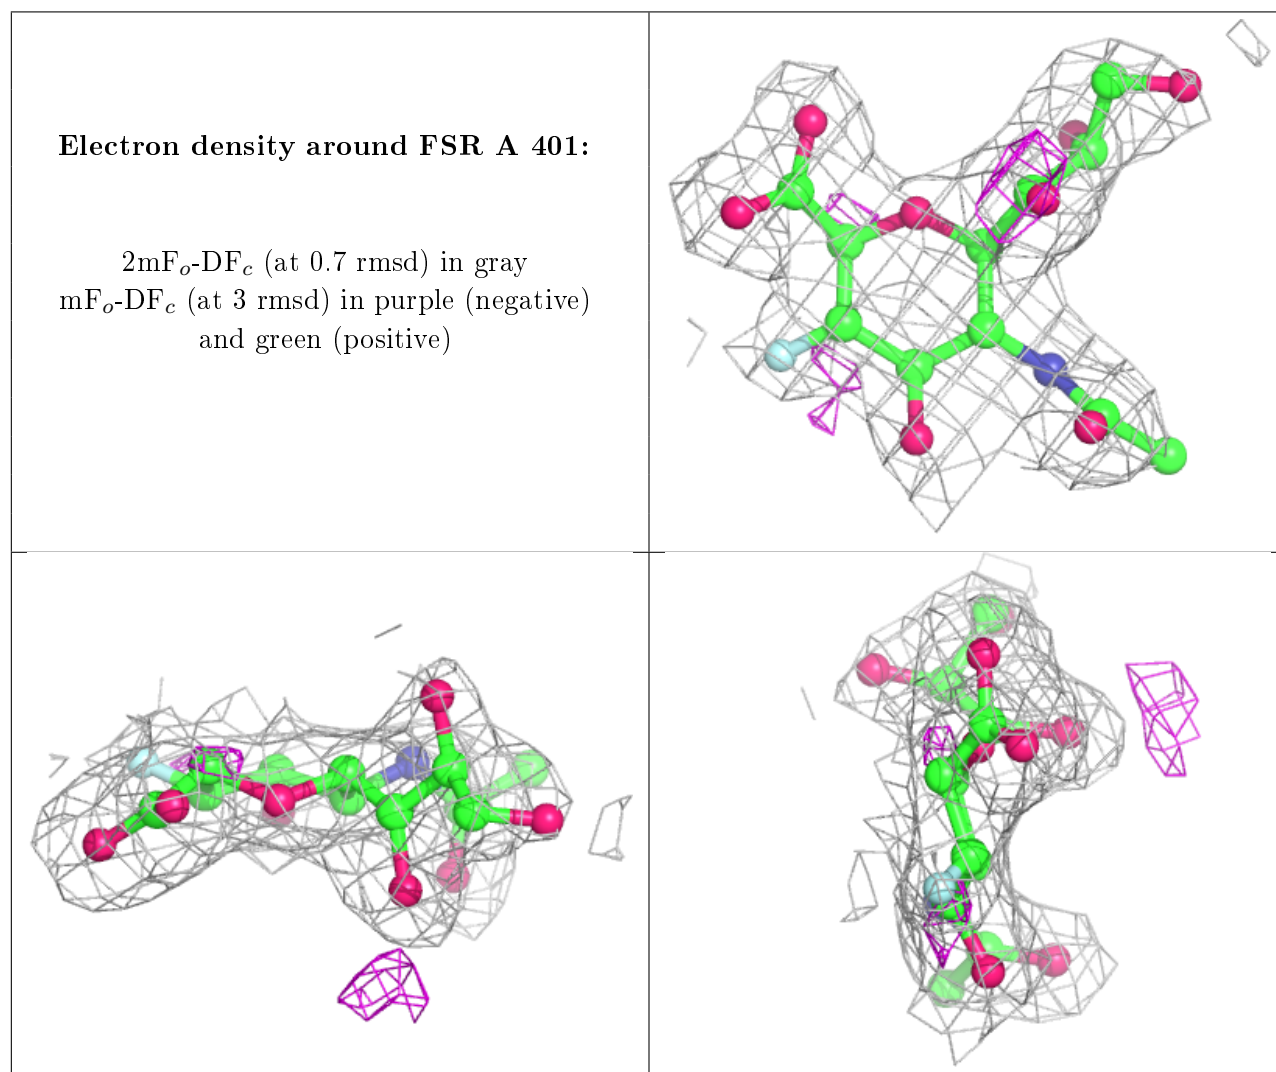 Electron density around FSR A 401:
2mFₒ-DF𝒸 (at 0.7 rmsd) in gray
mFₒ-DF𝒸 (at 3 rmsd) in purple (negative)
and green (positive)